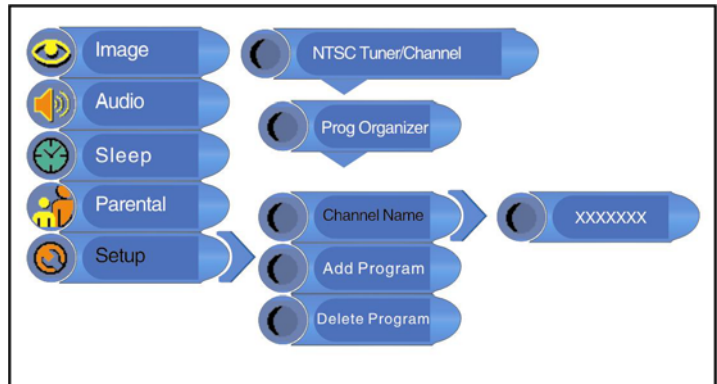 Image
Audio
Sleep
Parental
Setup
NTSC Tuner/Channel
Prog Organizer
Channel Name
Add Program
Delete Program
XXXXXXX